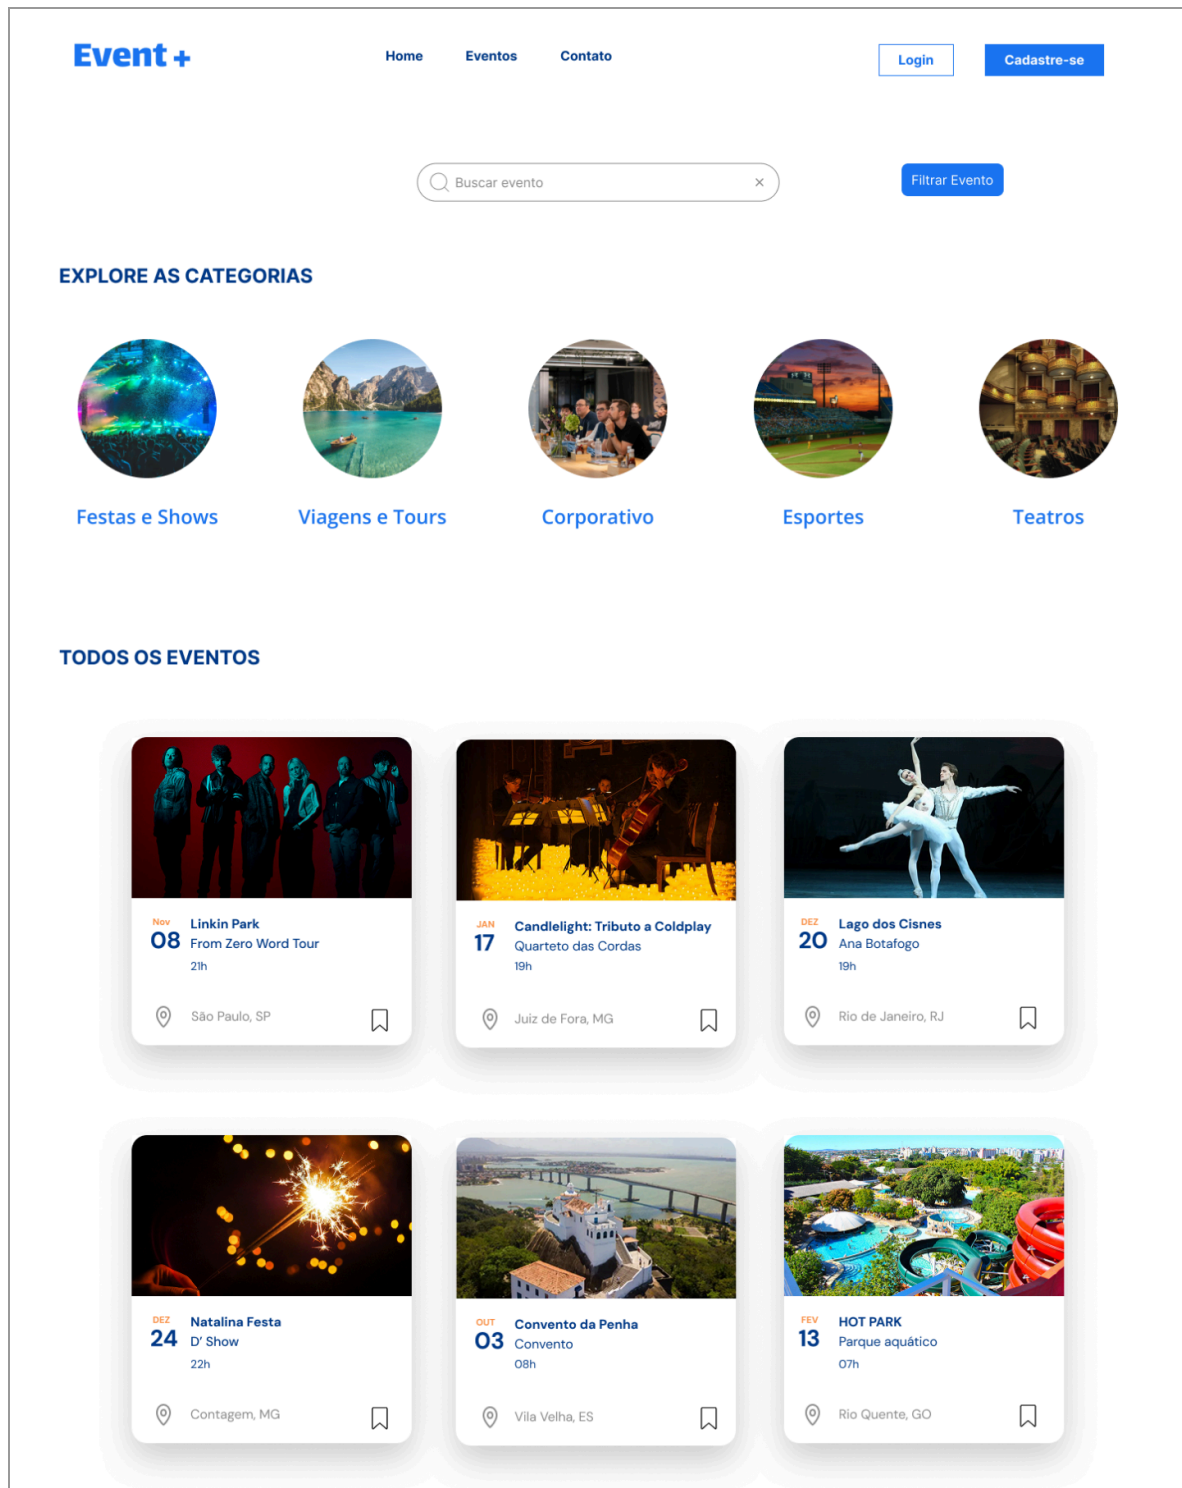 Event +
Home Eventos Contato
Login
Cadastre-se
Buscar evento ×
Filtrar Evento
EXPLORE AS CATEGORIAS
Festas e Shows
Viagens e Tours
Corporativo
Esportes
Teatros
TODOS OS EVENTOS
Nov
08
Linkin Park
From Zero Word Tour
21h
São Paulo, SP
JAN
17
Candlelight: Tributo a Coldplay
Quarteto das Cordas
19h
Juiz de Fora, MG
DEZ
20
Lago dos Cisnes
Ana Botafogo
19h
Rio de Janeiro, RJ
DEZ
24
Natalina Festa
D’ Show
22h
Contagem, MG
OUT
03
Convento da Penha
Convento
08h
Vila Velha, ES
FEV
13
HOT PARK
Parque aquático
07h
Rio Quente, GO